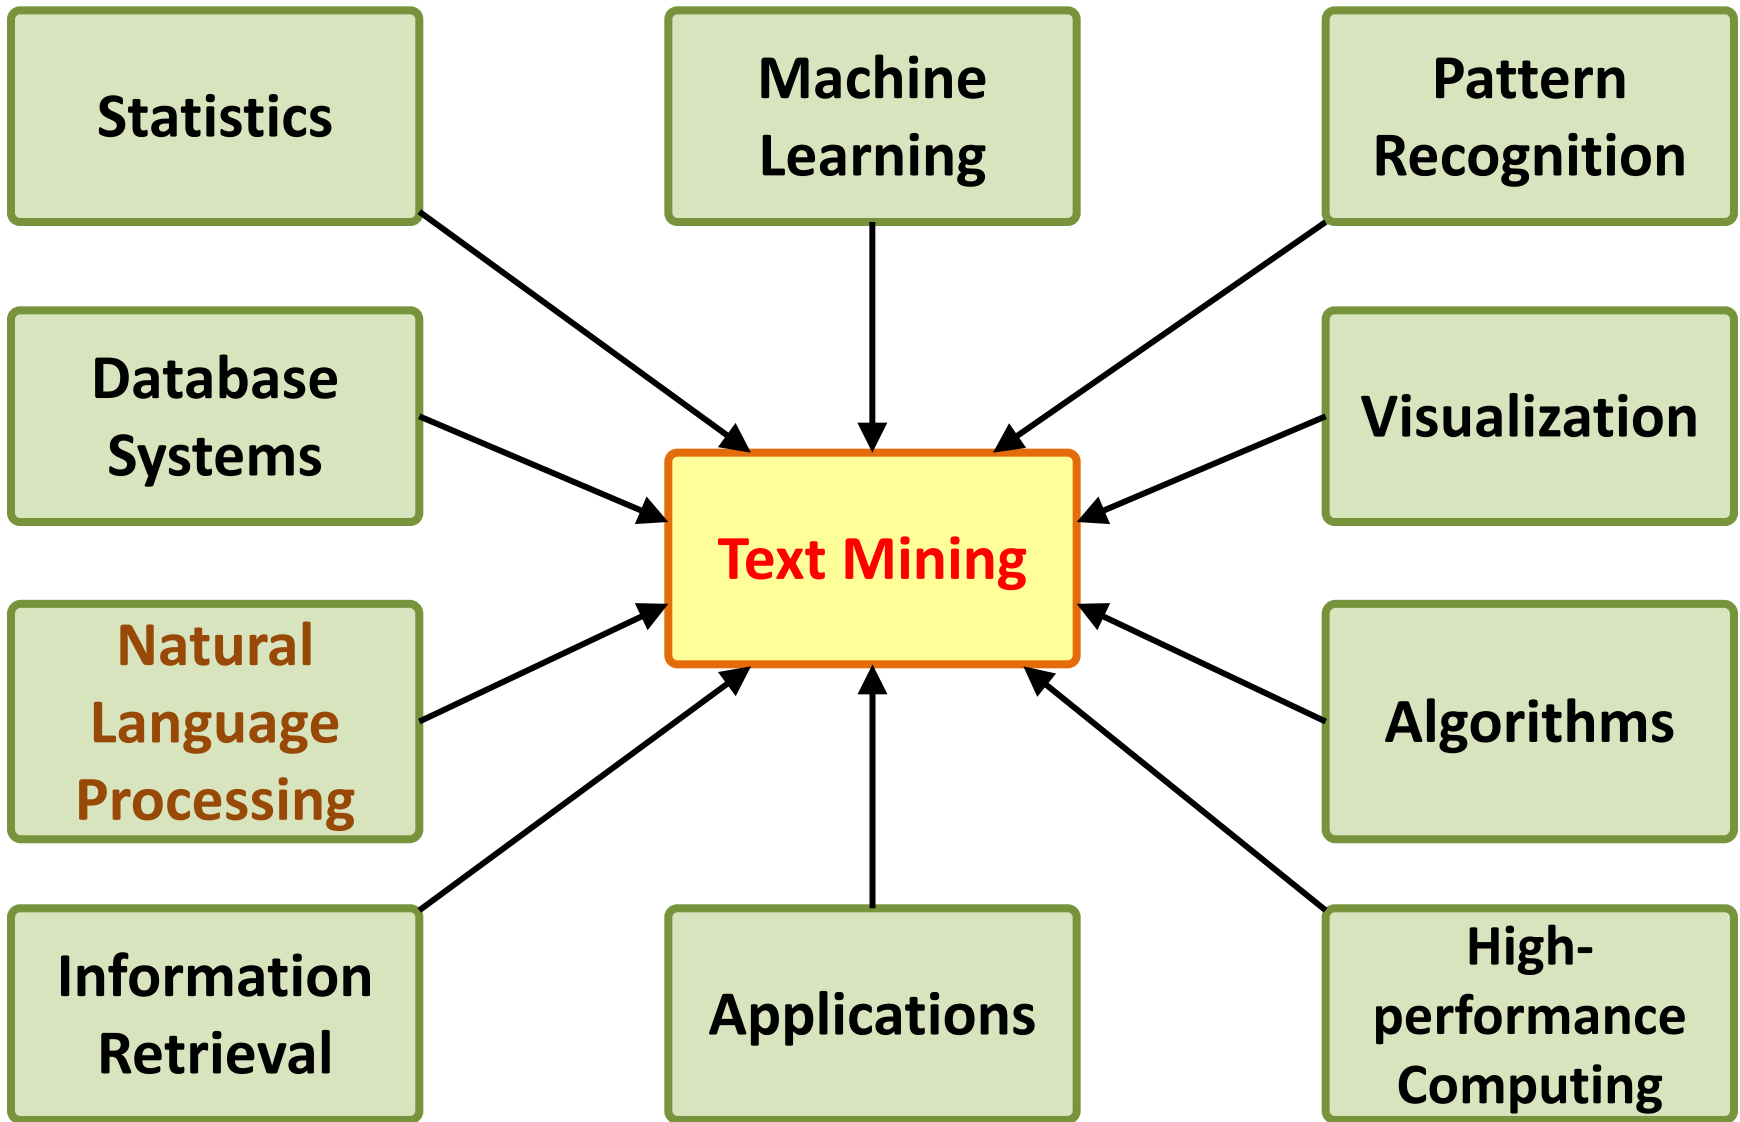 Statistics
Machine
Learning
Pattern
Recognition
Database
Systems
Visualization
Text Mining
Natural
Language
Processing
Algorithms
Information
Retrieval
Applications
High-
performance
Computing